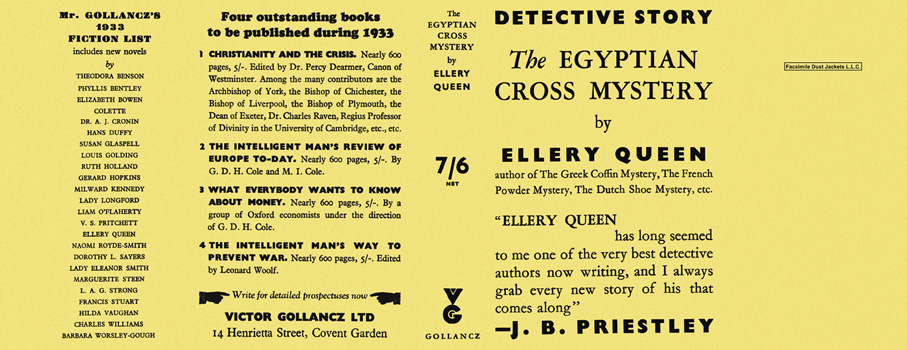 Mr. GOLLANCZ'S
1933
FICTION LIST
includes new novels
by
THEODORA BENSON
PHYLLIS BENTLEY
ELIZABETH BOWEN
COLETTE
DR. A. J. CRONIN
HANS DUFFY
SUSAN GLASPELL
LOUIS GOLDING
RUTH HOLLAND
GERARD HOPKINS
MILWARD KENNEDY
LADY LONGFORD
LIAM O'FLAHERTY
V. S. PRITCHETT
ELLERY QUEEN
NAOMI ROYDE-SMITH
DOROTHY L. SAYERS
LADY ELEANOR SMITH
MARGUERITE STEEN
L. A. G. STRONG
FRANCIS STUART
HILDA VAUGHAN
CHARLES WILLIAMS
BARBARA WORSLEY-GOUGH
Four outstanding books
to be published during 1933
1 CHRISTIANITY AND THE CRISIS. Nearly 600
pages, 5/-. Edited by Dr. Percy Dearmer, Canon of
Westminster. Among the many contributors are the
Archbishop of York, the Bishop of Chichester, the
Bishop of Liverpool, the Bishop of Plymouth, the
Dean of Exeter, Dr. Charles Raven, Regius Professor
of Divinity in the University of Cambridge, etc., etc.
2 THE INTELLIGENT MAN'S REVIEW OF
EUROPE TO-DAY. Nearly 600 pages, 5/-. By
G. D. H. Cole and M. I. Cole.
3 WHAT EVERYBODY WANTS TO KNOW
ABOUT MONEY. Nearly 600 pages, 5/-. By a
group of Oxford economists under the direction
of G. D. H. Cole.
4 THE INTELLIGENT MAN'S WAY TO
PREVENT WAR. Nearly 600 pages, 5/-. Edited
by Leonard Woolf.
Write for detailed prospectuses now
VICTOR GOLLANCZ LTD
14 Henrietta Street, Covent Garden
The
EGYPTIAN
CROSS
MYSTERY
by
ELLERY
QUEEN
7/6
NET
VG
GOLLANCZ
DETECTIVE STORY
The EGYPTIAN
CROSS MYSTERY
by
ELLERY QUEEN
author of The Greek Coffin Mystery, The French
Powder Mystery, The Dutch Shoe Mystery, etc.
“ELLERY QUEEN
has long seemed
to me one of the very best detective
authors now writing, and I always
grab every new story of his that
comes along”
—J. B. PRIESTLEY
Facsimile Dust Jackets L.L.C.